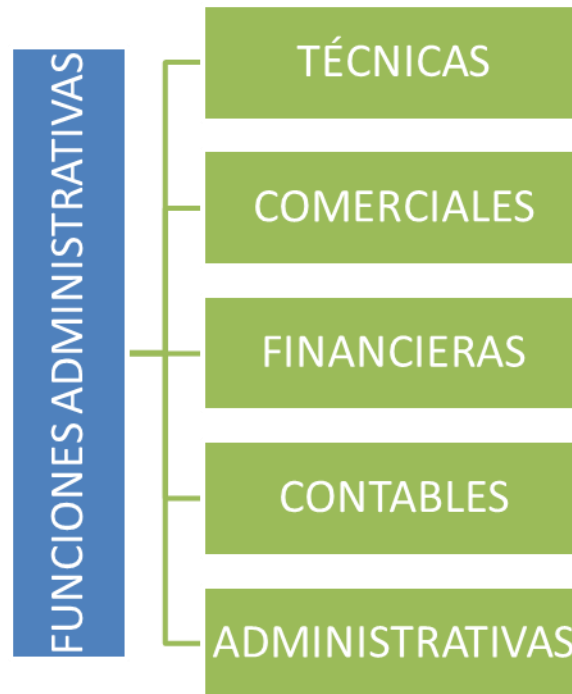 FUNCIONES ADMINISTRATIVAS
TÉCNICAS
COMERCIALES
FINANCIERAS
CONTABLES
ADMINISTRATIVAS